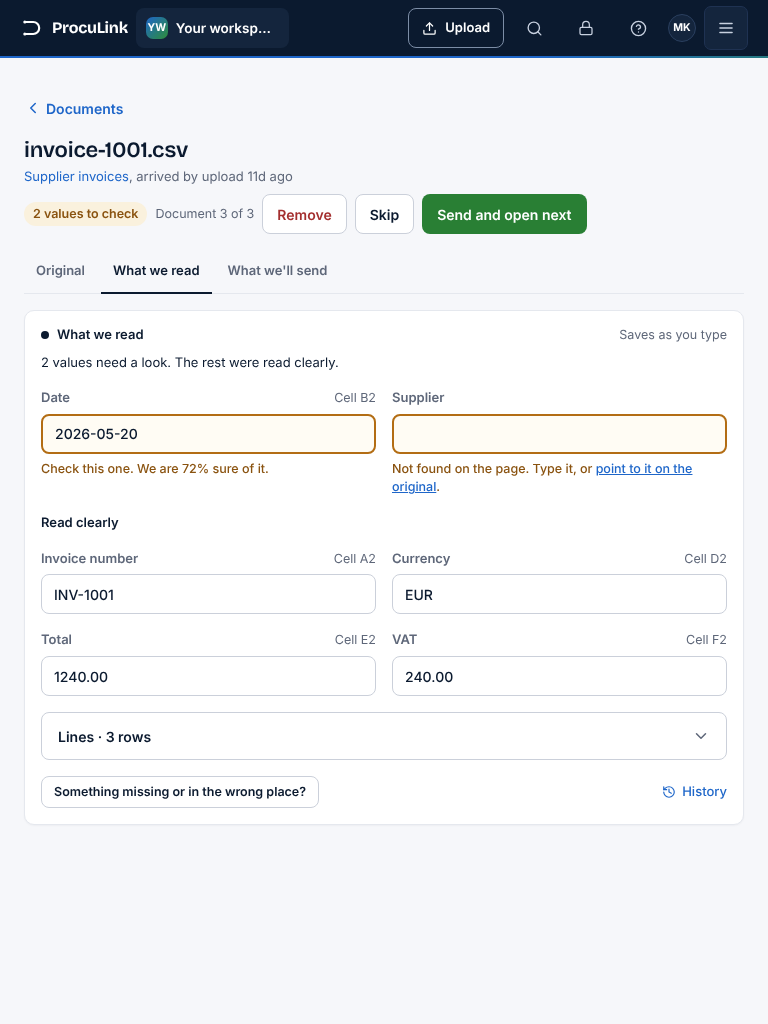 ProcuLink
YW
Your worksp...
Upload
MK
Documents
invoice-1001.csv
Supplier invoices, arrived by upload 11d ago
2 values to check
Document 3 of 3
Remove
Skip
Send and open next
Original
What we read
What we'll send
What we read
Saves as you type
2 values need a look. The rest were read clearly.
Date
Cell B2
Supplier
2026-05-20
Check this one. We are 72% sure of it.
Not found on the page. Type it, or point to it on the
original.
Read clearly
Invoice number
Cell A2
Currency
Cell D2
INV-1001
EUR
Total
Cell E2
VAT
Cell F2
1240.00
240.00
Lines · 3 rows
Something missing or in the wrong place?
History